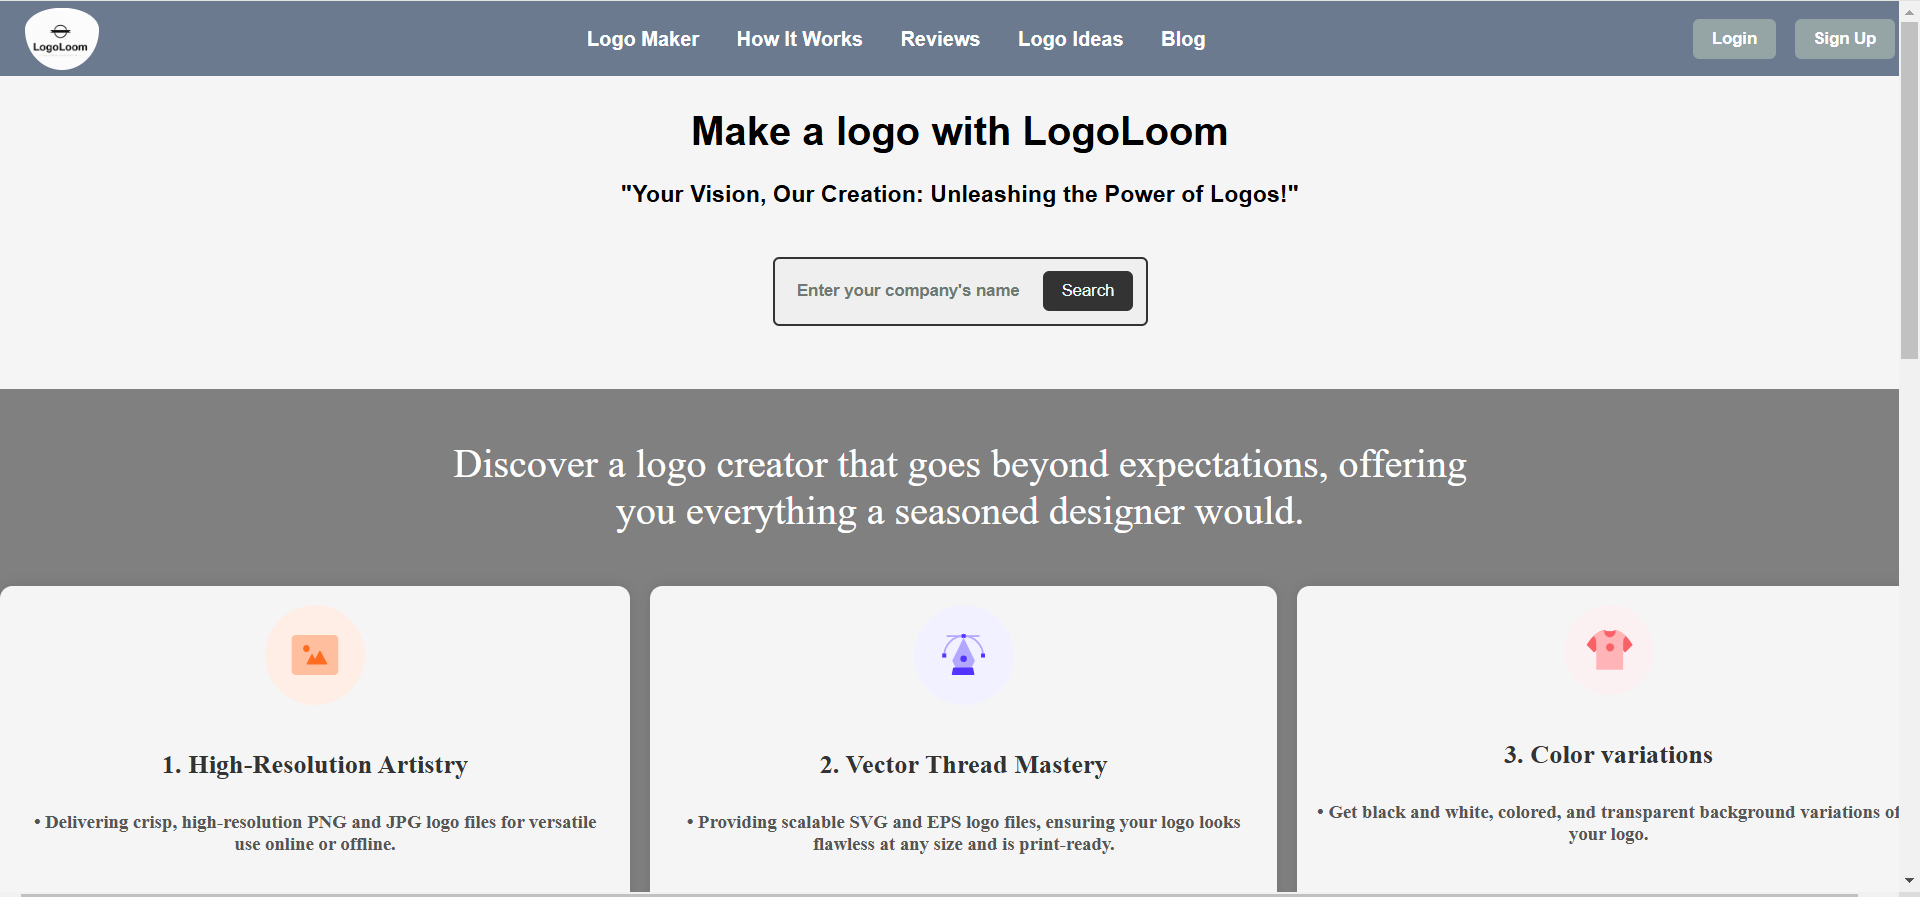 LogoLoom
Logo Maker
How It Works
Reviews
Logo Ideas
Blog
Login
Sign Up
Make a logo with LogoLoom
"Your Vision, Our Creation: Unleashing the Power of Logos!"
Enter your company's name
Search
Discover a logo creator that goes beyond expectations, offering
you everything a seasoned designer would.
1. High-Resolution Artistry
• Delivering crisp, high-resolution PNG and JPG logo files for versatile
use online or offline.
2. Vector Thread Mastery
• Providing scalable SVG and EPS logo files, ensuring your logo looks
flawless at any size and is print-ready.
3. Color variations
• Get black and white, colored, and transparent background variations of
your logo.